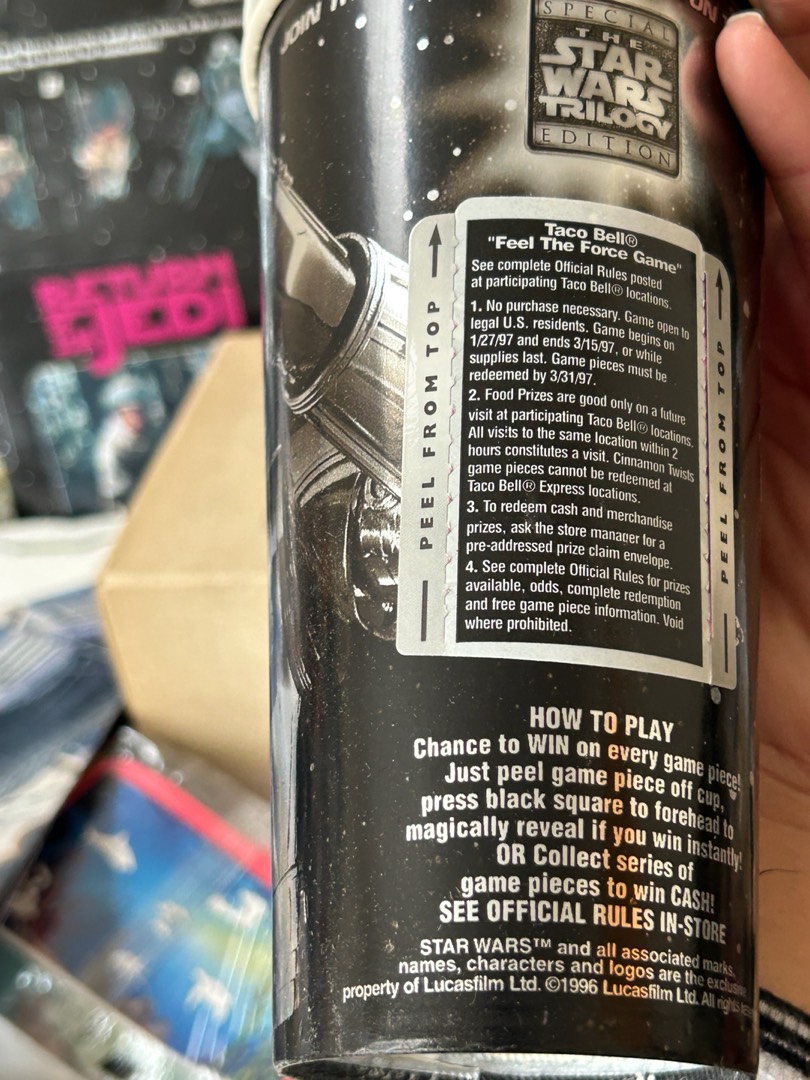 JOIN
SPECIAL
THE
STAR
WARS
TRILOGY
EDITION
RETURN
JEDI
PEEL FROM TOP
Taco Bell®
"Feel The Force Game"
See complete Official Rules posted
at participating Taco Bell® locations.
1. No purchase necessary. Game open to
legal U.S. residents. Game begins on
1/27/97 and ends 3/15/97, or while
supplies last. Game pieces must be
redeemed by 3/31/97.
2. Food Prizes are good only on a future
visit at participating Taco Bell® locations.
All visits to the same location within 2
hours constitutes a visit. Cinnamon Twists
game pieces cannot be redeemed at
Taco Bell® Express locations.
3. To redeem cash and merchandise
prizes, ask the store manager for a
pre-addressed prize claim envelope.
4. See complete Official Rules for prizes
available, odds, complete redemption
and free game piece information. Void
where prohibited.
PEEL FROM TOP
HOW TO PLAY
Chance to WIN on every game piece!
Just peel game piece off cup,
press black square to forehead to
magically reveal if you win instantly!
OR Collect series of
game pieces to win CASH!
SEE OFFICIAL RULES IN-STORE
STAR WARS™ and all associated marks,
names, characters and logos are the
property of Lucasfilm Ltd. ©1996 Lucasfilm Ltd. All rights